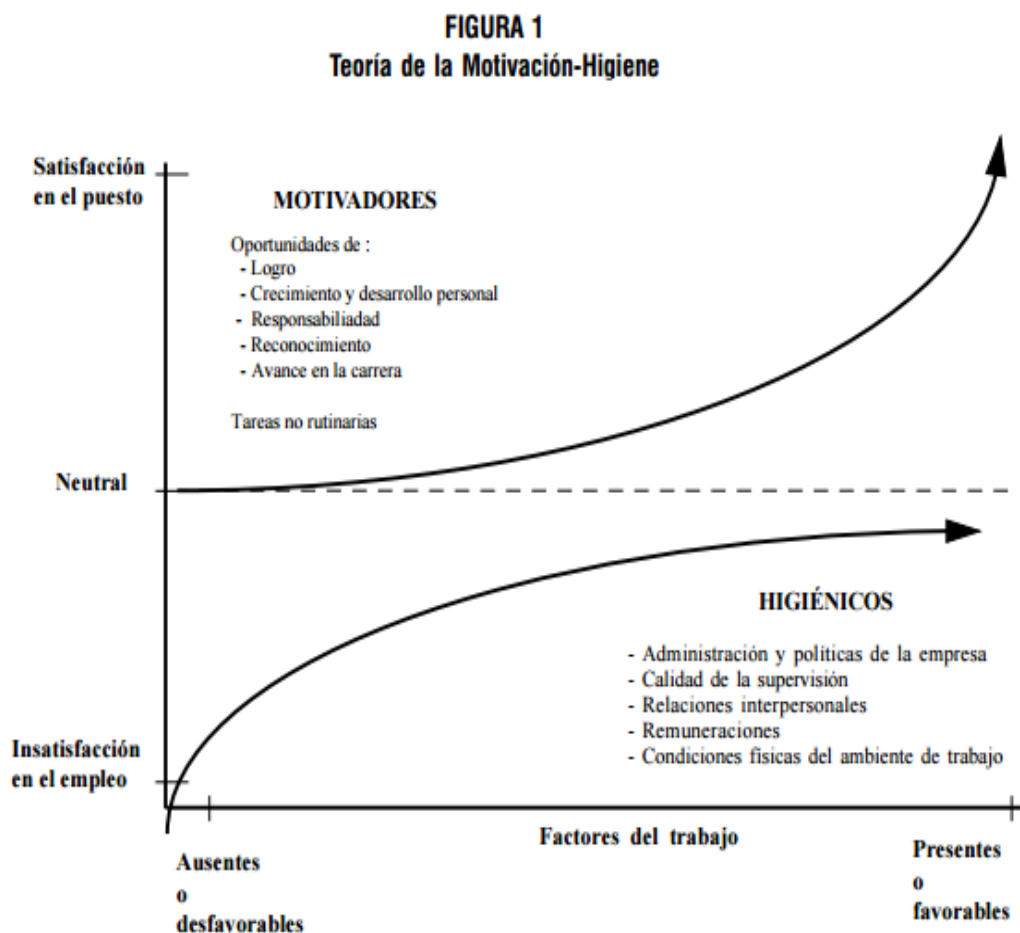 FIGURA 1
Teoría de la Motivación-Higiene
Satisfacción
en el puesto
MOTIVADORES
Oportunidades de :
- Logro
- Crecimiento y desarrollo personal
- Responsabiliadad
- Reconocimiento
- Avance en la carrera
Tareas no rutinarias
Neutral
HIGIÉNICOS
- Administración y políticas de la empresa
- Calidad de la supervisión
- Relaciones interpersonales
- Remuneraciones
- Condiciones físicas del ambiente de trabajo
Insatisfacción
en el empleo
Factores del trabajo
Ausentes
o
desfavorables
Presentes
o
favorables